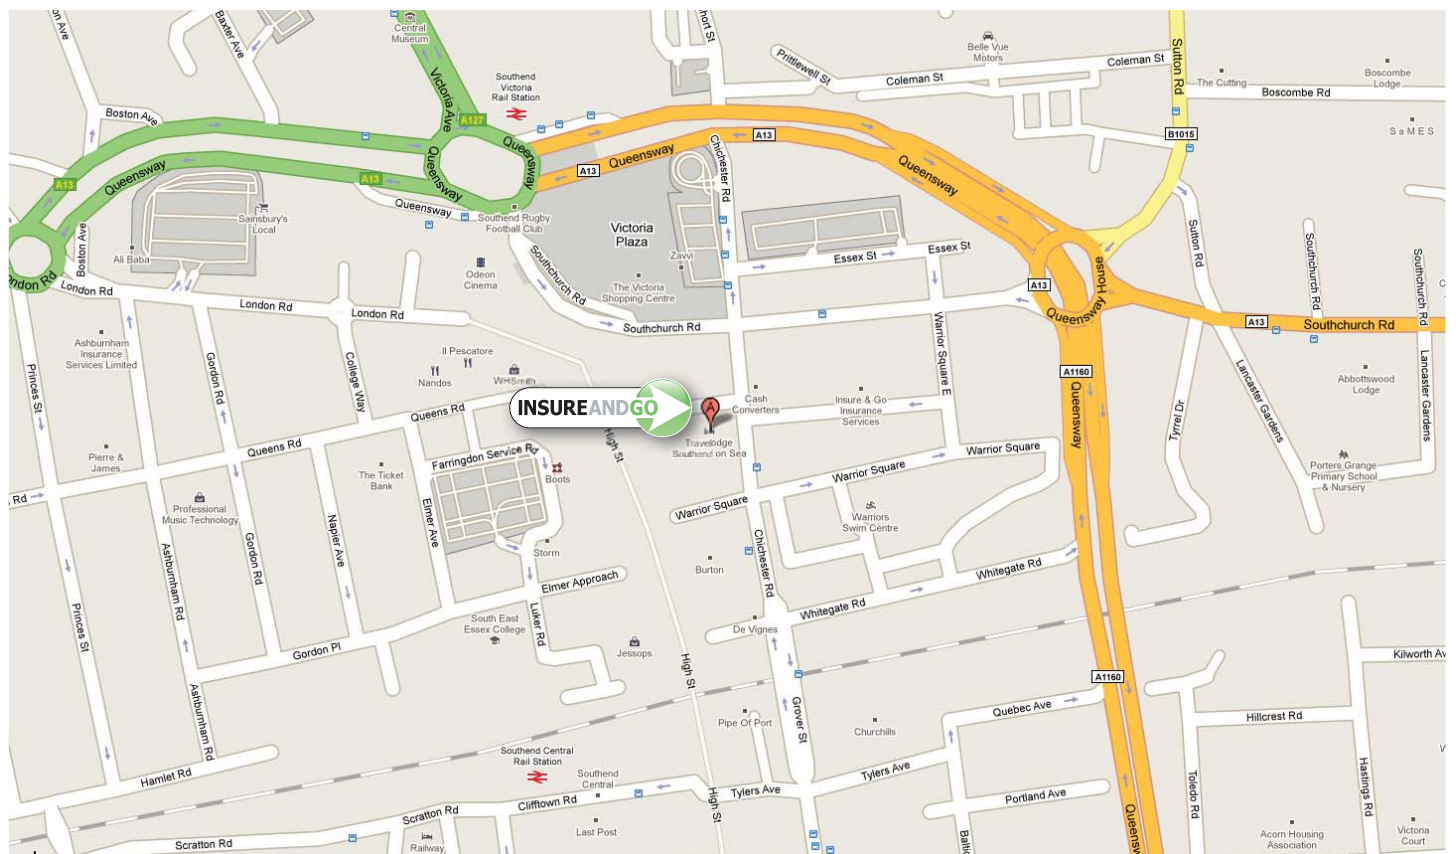 Central
Museum
Baxter Ave
Victoria Ave
Southend
Victoria
Rail Station
Prittlewell St
Belle Vue
Motors
Coleman St
Coleman St
Sutton Rd
The Cutting
Boscombe
Lodge
Boscombe Rd
Boston Ave
A127
B1015
S a M E S
Queensway
A13
Queensway
A13
Queensway
A13
Queensway
A13
Queensway
Queensway
Queensway
Chichester Rd
Sainsbury's
Local
Southend Rugby
Football Club
Victoria
Plaza
Boston Ave
Ali Baba
Odeon
Cinema
Southchurch Rd
Zavvi
The Victoria
Shopping Centre
Essex St
Essex St
Sutton Rd
Southchurch Rd
Southchurch Rd
London Rd
London Rd
London Rd
Southchurch Rd
A13
Queensway
House
A13
Southchurch Rd
Ashburnham
Insurance
Services Limited
Princes St
Gordon Rd
College Way
Il Pescatore
Nandos
WHSmith
Warrior Square E
A1160
Queensway
Lancaster Gardens
Lancaster Gardens
Abbottswood
Lodge
Queens Rd
INSUREANDGO
A
Cash
Converters
Insure & Go
Insurance
Services
Tyrrel Dr
Travelodge
Southend on Sea
Queens Rd
Pierre &
James
The Ticket
Bank
Farringdon Service Rd
Boots
High St
Warrior Square
Warrior Square
Warrior Square
Porters Grange
Primary School
& Nursery
Rd
Professional
Music Technology
Napier Ave
Elmer Ave
Warriors
Swim Centre
Ashburnham Rd
Gordon Rd
Storm
Burton
Chichester Rd
Whitegate Rd
Elmer Approach
Whitegate Rd
Princes St
South East
Essex College
Luker Rd
De Vignes
Gordon Pl
Jessops
High St
Kilworth Av
A1160
Ashburnham Rd
Pipe Of Port
Grover St
Churchills
Quebec Ave
Hillcrest Rd
Hamlet Rd
Southend Central
Rail Station
Southend
Central
High St
Tylers Ave
Tylers Ave
Portland Ave
Toledo Rd
Hastings Rd
Clifftown Rd
Scratton Rd
Scratton Rd
Last Post
Railway,
Baltic
Queensw
Acorn Housing
Association
Victoria
Court